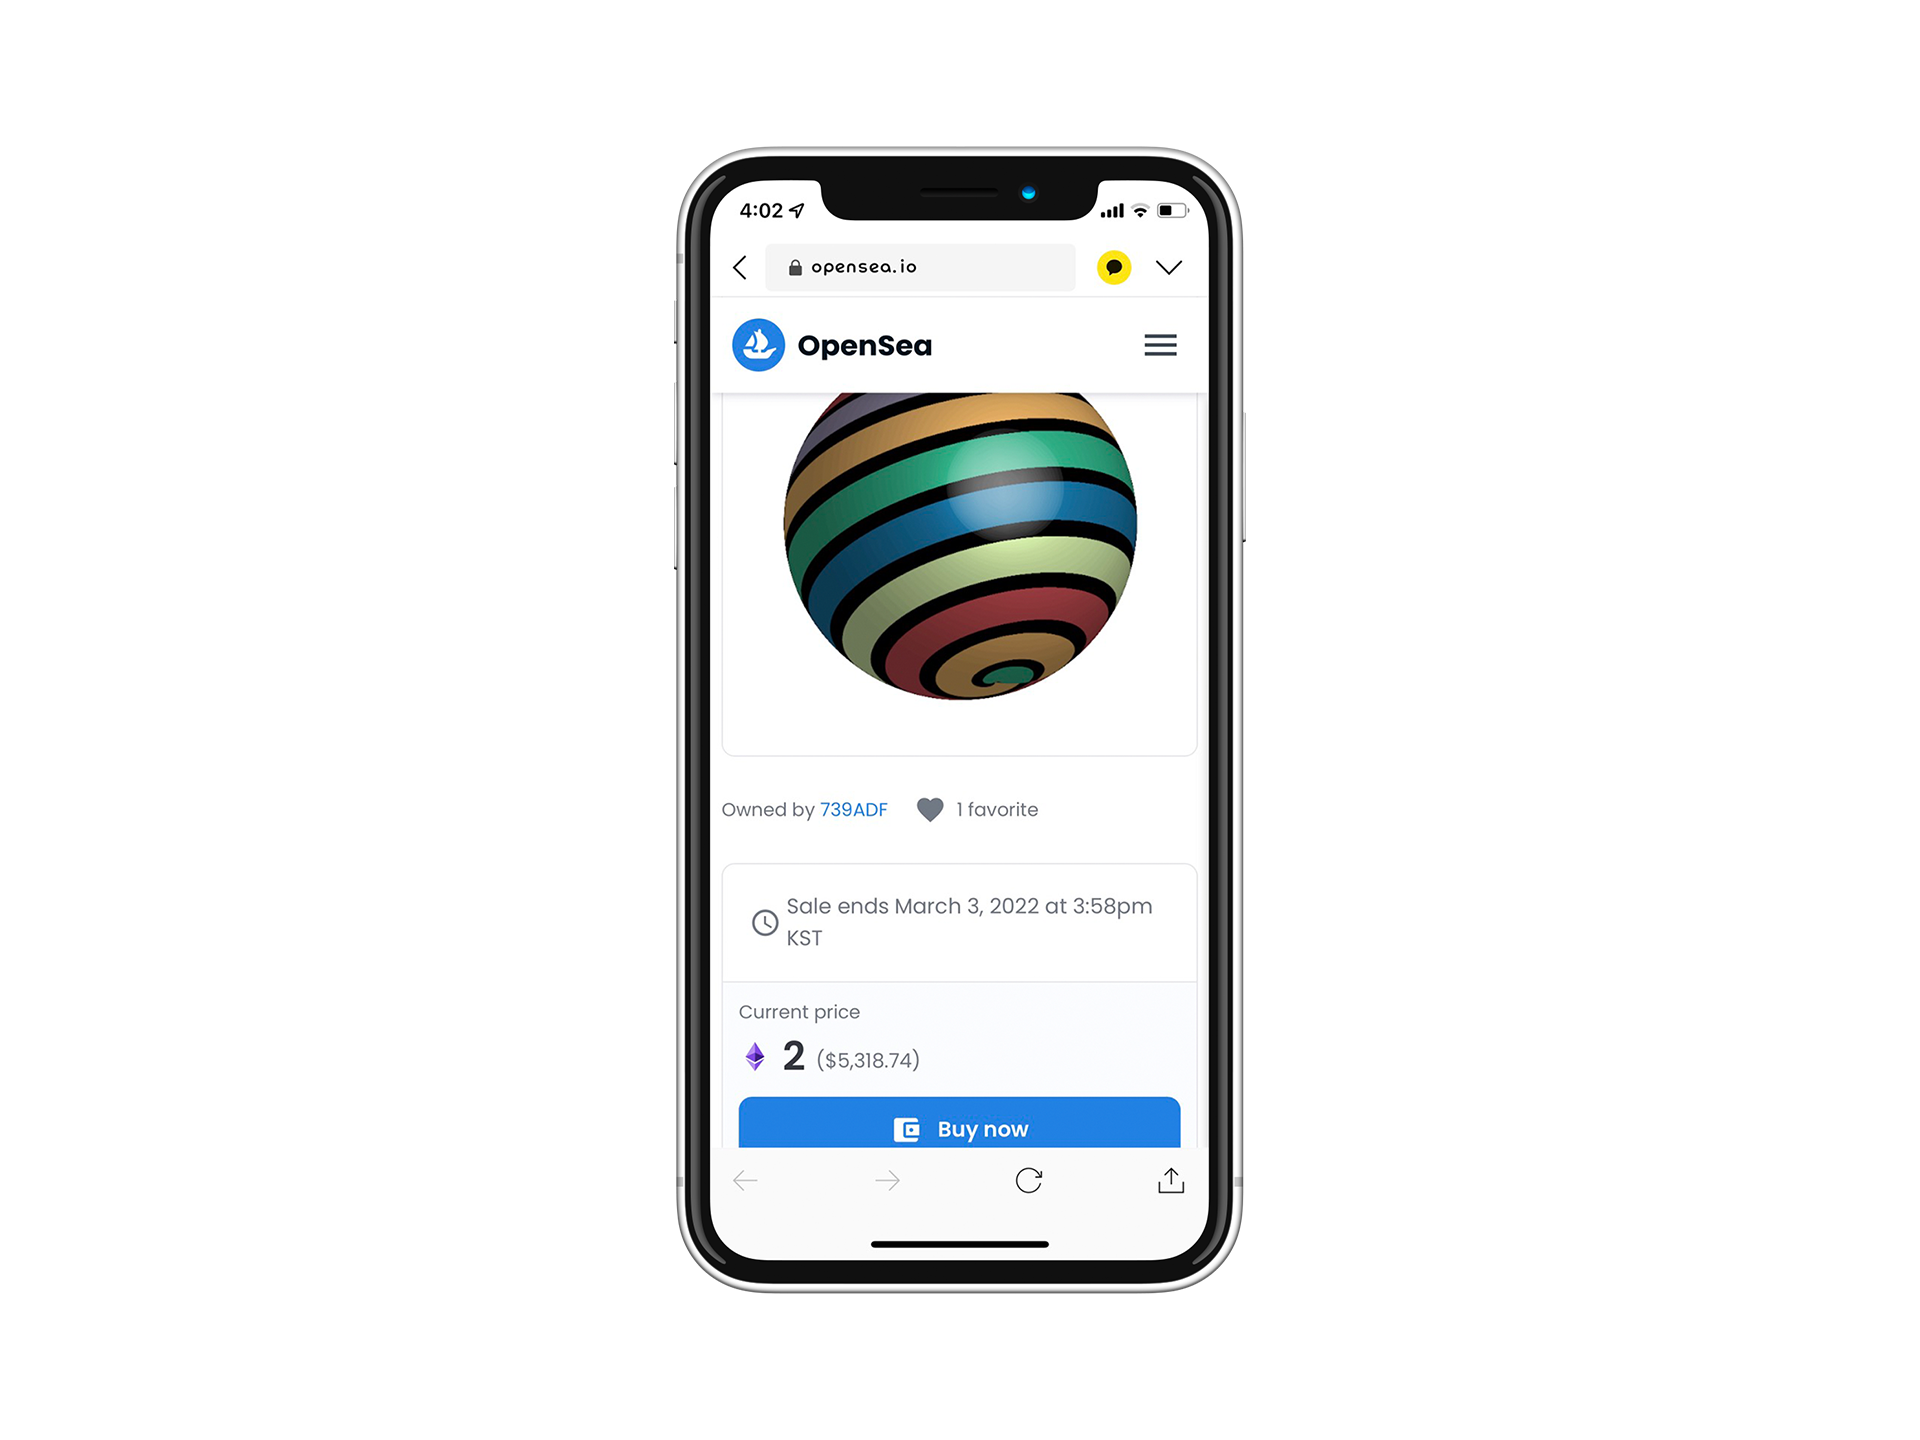 4:02
opensea.io
OpenSea
Owned by 739ADF 1 favorite
Sale ends March 3, 2022 at 3:58pm
KST
Current price
2 ($5,318.74)
Buy now